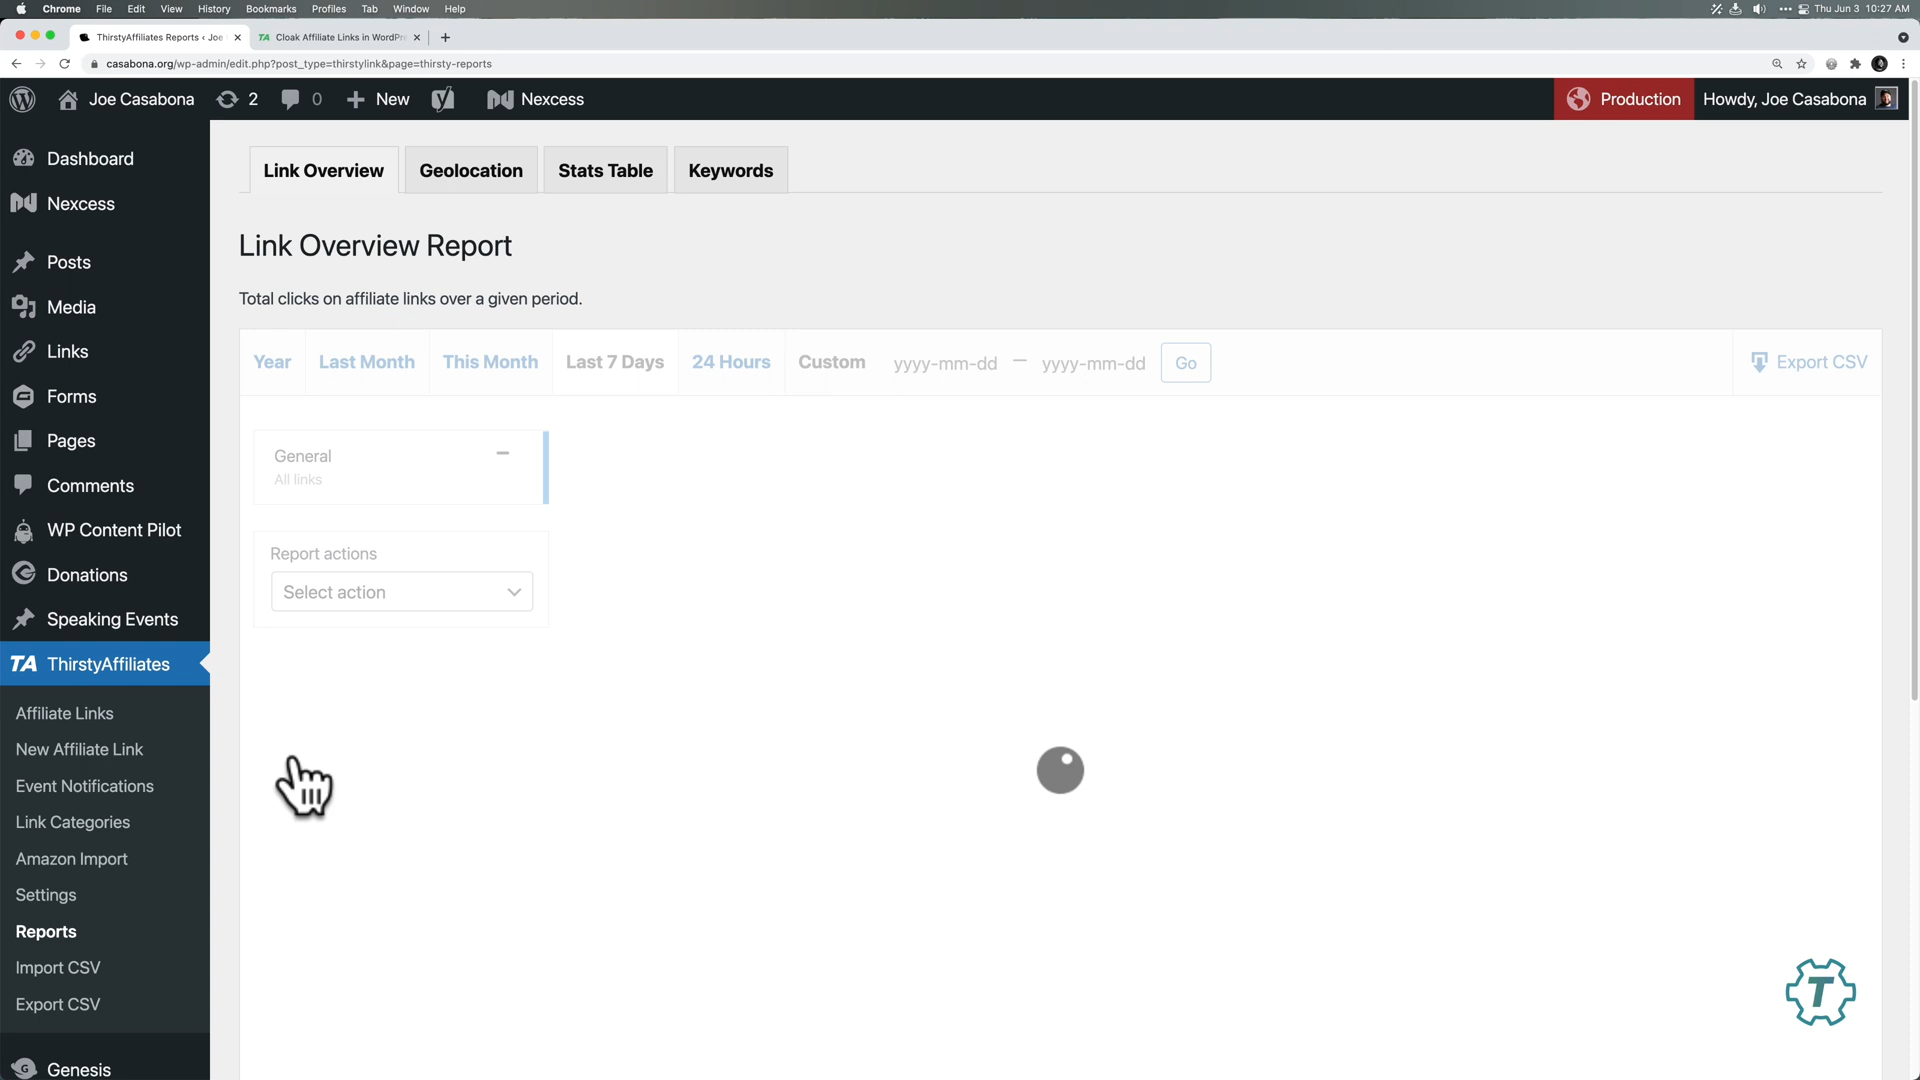 Chrome File Edit View History Bookmarks Profiles Tab Window Help
Thu Jun 3 10:27 AM
ThirstyAffiliates Reports ‹ Joe
TA Cloak Affiliate Links in WordPr
casabona.org/wp-admin/edit.php?post_type=thirstylink&page=thirsty-reports
Joe Casabona 2 0 New Nexcess Production Howdy, Joe Casabona
Dashboard
Nexcess
Posts
Media
Links
Forms
Pages
Comments
WP Content Pilot
Donations
Speaking Events
TA ThirstyAffiliates
Affiliate Links
New Affiliate Link
Event Notifications
Link Categories
Amazon Import
Settings
Reports
Import CSV
Export CSV
G Genesis
Link Overview Geolocation Stats Table Keywords
Link Overview Report
Total clicks on affiliate links over a given period.
Year Last Month This Month Last 7 Days 24 Hours Custom yyyy-mm-dd — yyyy-mm-dd Go Export CSV
General
All links
Report actions
Select action
T